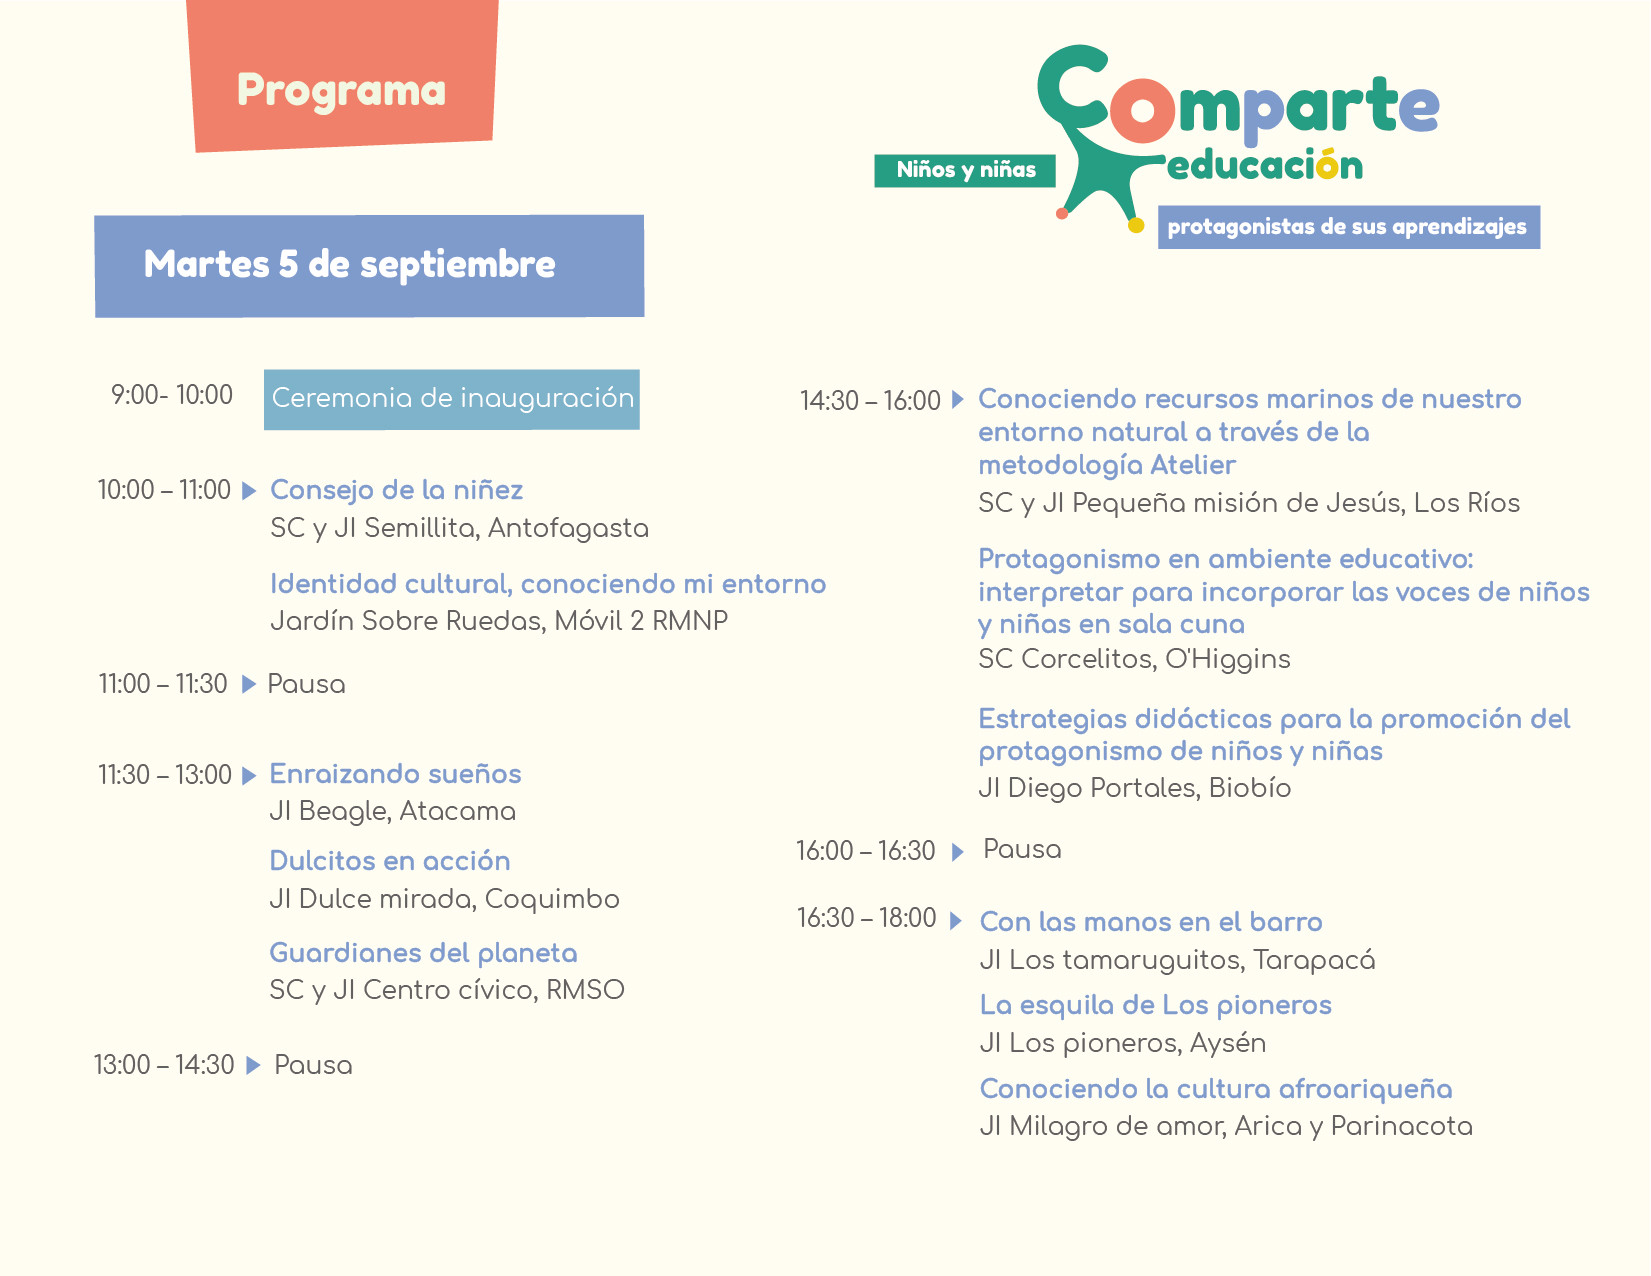 Programa
Comparte
educación
Niños y niñas
protagonistas de sus aprendizajes
Martes 5 de septiembre
9:00- 10:00 Ceremonia de inauguración
10:00 – 11:00 Consejo de la niñez
SC y JI Semillita, Antofagasta
Identidad cultural, conociendo mi entorno
Jardín Sobre Ruedas, Móvil 2 RMNP
11:00 – 11:30 Pausa
11:30 – 13:00 Enraizando sueños
JI Beagle, Atacama
Dulcitos en acción
JI Dulce mirada, Coquimbo
Guardianes del planeta
SC y JI Centro cívico, RMSO
13:00 – 14:30 Pausa
14:30 – 16:00 Conociendo recursos marinos de nuestro
entorno natural a través de la
metodología Atelier
SC y JI Pequeña misión de Jesús, Los Ríos
Protagonismo en ambiente educativo:
interpretar para incorporar las voces de niños
y niñas en sala cuna
SC Corcelitos, O'Higgins
Estrategias didácticas para la promoción del
protagonismo de niños y niñas
JI Diego Portales, Biobío
16:00 – 16:30 Pausa
16:30 – 18:00 Con las manos en el barro
JI Los tamaruguitos, Tarapacá
La esquila de Los pioneros
JI Los pioneros, Aysén
Conociendo la cultura afroariqueña
JI Milagro de amor, Arica y Parinacota